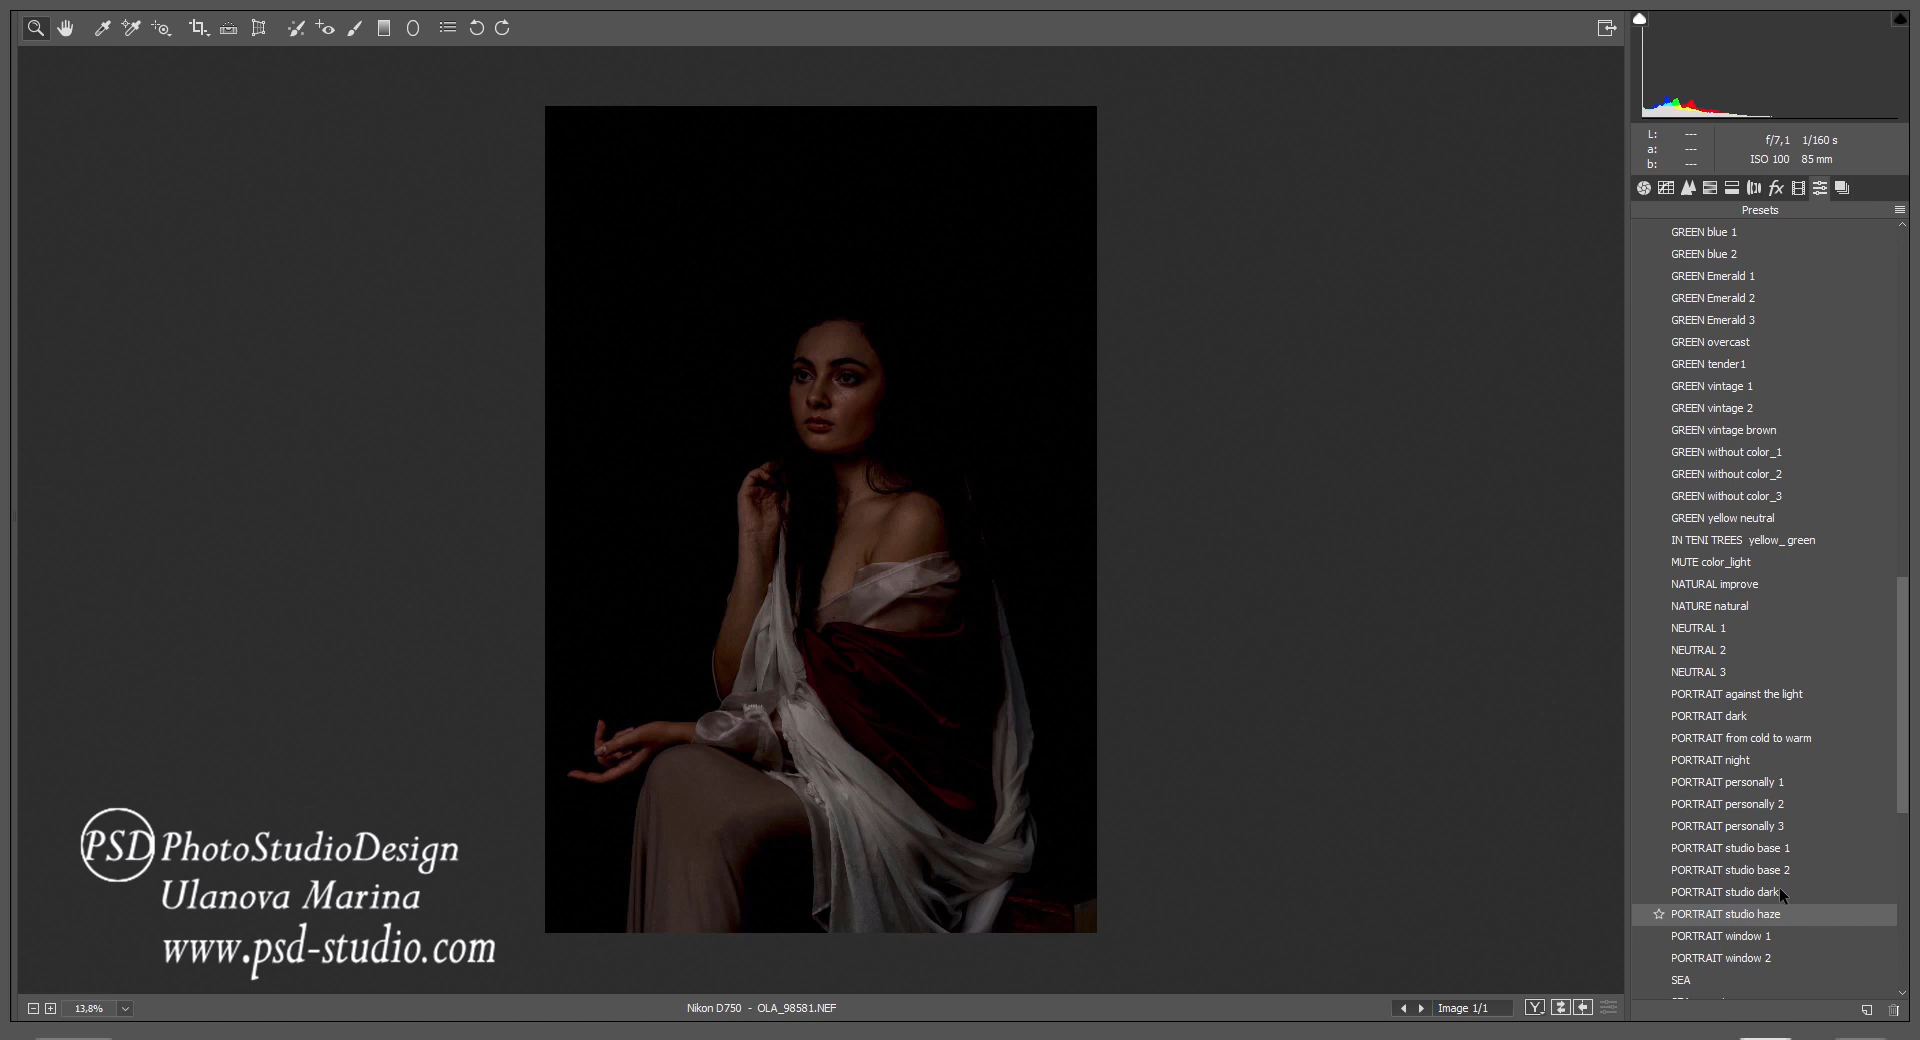 L: ---
a: ---
b: ---
f/7,1 1/160 s
ISO 100 85 mm
fx
Presets
GREEN blue 1
GREEN blue 2
GREEN Emerald 1
GREEN Emerald 2
GREEN Emerald 3
GREEN overcast
GREEN tender1
GREEN vintage 1
GREEN vintage 2
GREEN vintage brown
GREEN without color_1
GREEN without color_2
GREEN without color_3
GREEN yellow neutral
IN TENI TREES yellow_ green
MUTE color_light
NATURAL improve
NATURE natural
NEUTRAL 1
NEUTRAL 2
NEUTRAL 3
PORTRAIT against the light
PORTRAIT dark
PORTRAIT from cold to warm
PORTRAIT night
PORTRAIT personally 1
PORTRAIT personally 2
PORTRAIT personally 3
PORTRAIT studio base 1
PORTRAIT studio base 2
PORTRAIT studio dark
PORTRAIT studio haze
PORTRAIT window 1
PORTRAIT window 2
SEA
PSD PhotoStudioDesign
Ulanova Marina
www.psd-studio.com
13,8%
Nikon D750 - OLA_98581.NEF
Image 1/1
Y